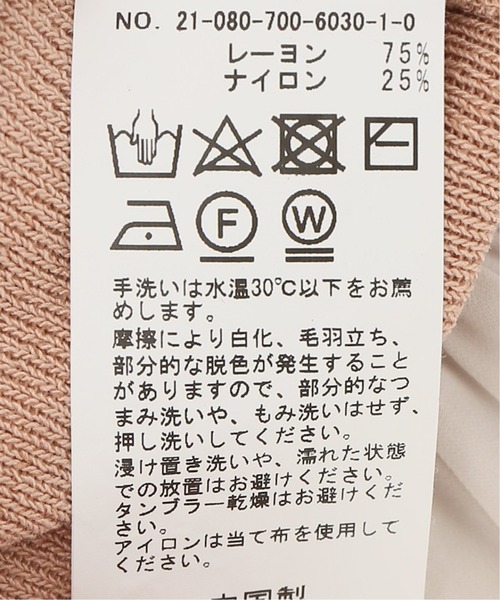 NO. 21-080-700-6030-1-0
レーヨン 75%
ナイロン 25%
F
W
手洗いは水温30℃以下をお薦
めします。
摩擦により白化、毛羽立ち、
部分的な脱色が発生すること
がありますので、部分的なつ
まみ洗いや、もみ洗いはせず、
押し洗いしてください。
浸け置き洗いや、濡れた状態
での放置はお避けください。
タンブラー乾燥はお避けくだ
さい。
アイロンは当て布を使用して
ください。
中国製